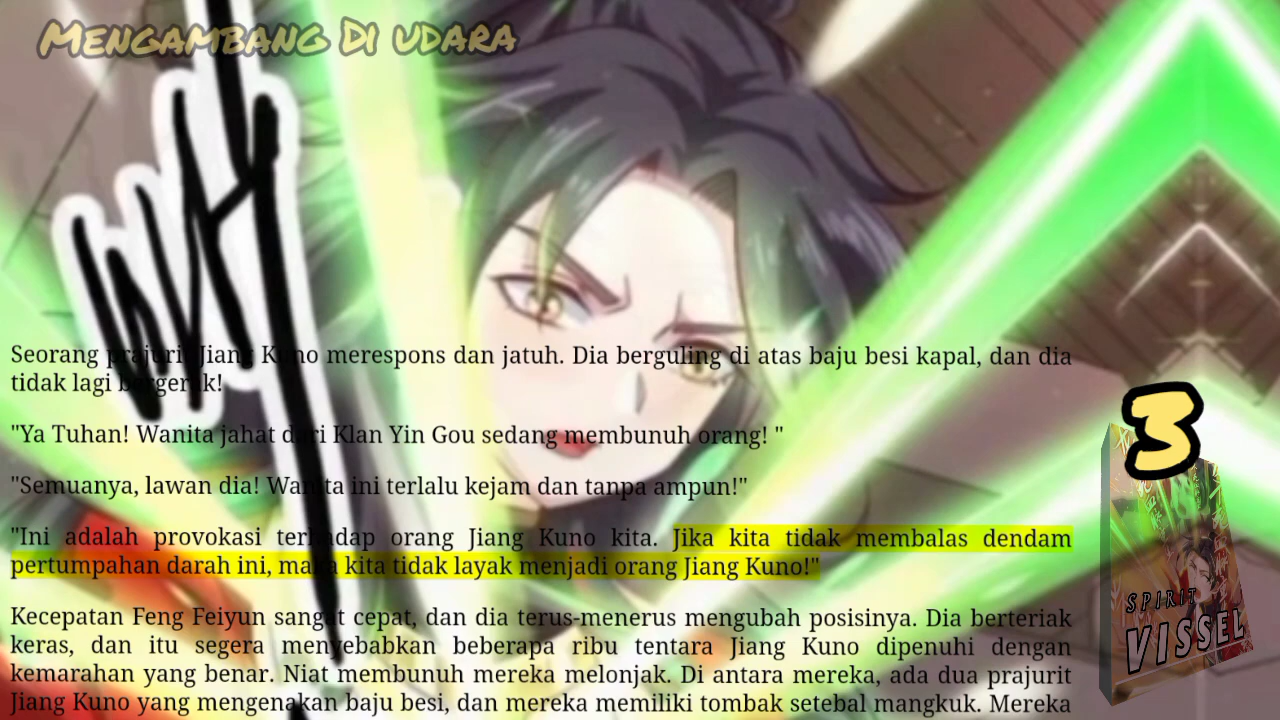 Mengambang Di udara
Seorang prajurit Jiang Kuno merespons dan jatuh. Dia berguling di atas baju besi kapal, dan dia
tidak lagi bergerak!
"Ya Tuhan! Wanita jahat dari Klan Yin Gou sedang membunuh orang! "
"Semuanya, lawan dia! Wanita ini terlalu kejam dan tanpa ampun!"
"Ini adalah provokasi terhadap orang Jiang Kuno kita. Jika kita tidak membalas dendam
pertumpahan darah ini, maka kita tidak layak menjadi orang Jiang Kuno!"
Kecepatan Feng Feiyun sangat cepat, dan dia terus-menerus mengubah posisinya. Dia berteriak
keras, dan itu segera menyebabkan beberapa ribu tentara Jiang Kuno dipenuhi dengan
kemarahan yang benar. Niat membunuh mereka melonjak. Di antara mereka, ada dua prajurit
Jiang Kuno yang mengenakan baju besi, dan mereka memiliki tombak setebal mangkuk. Mereka
3
SPIRIT
VISSEL